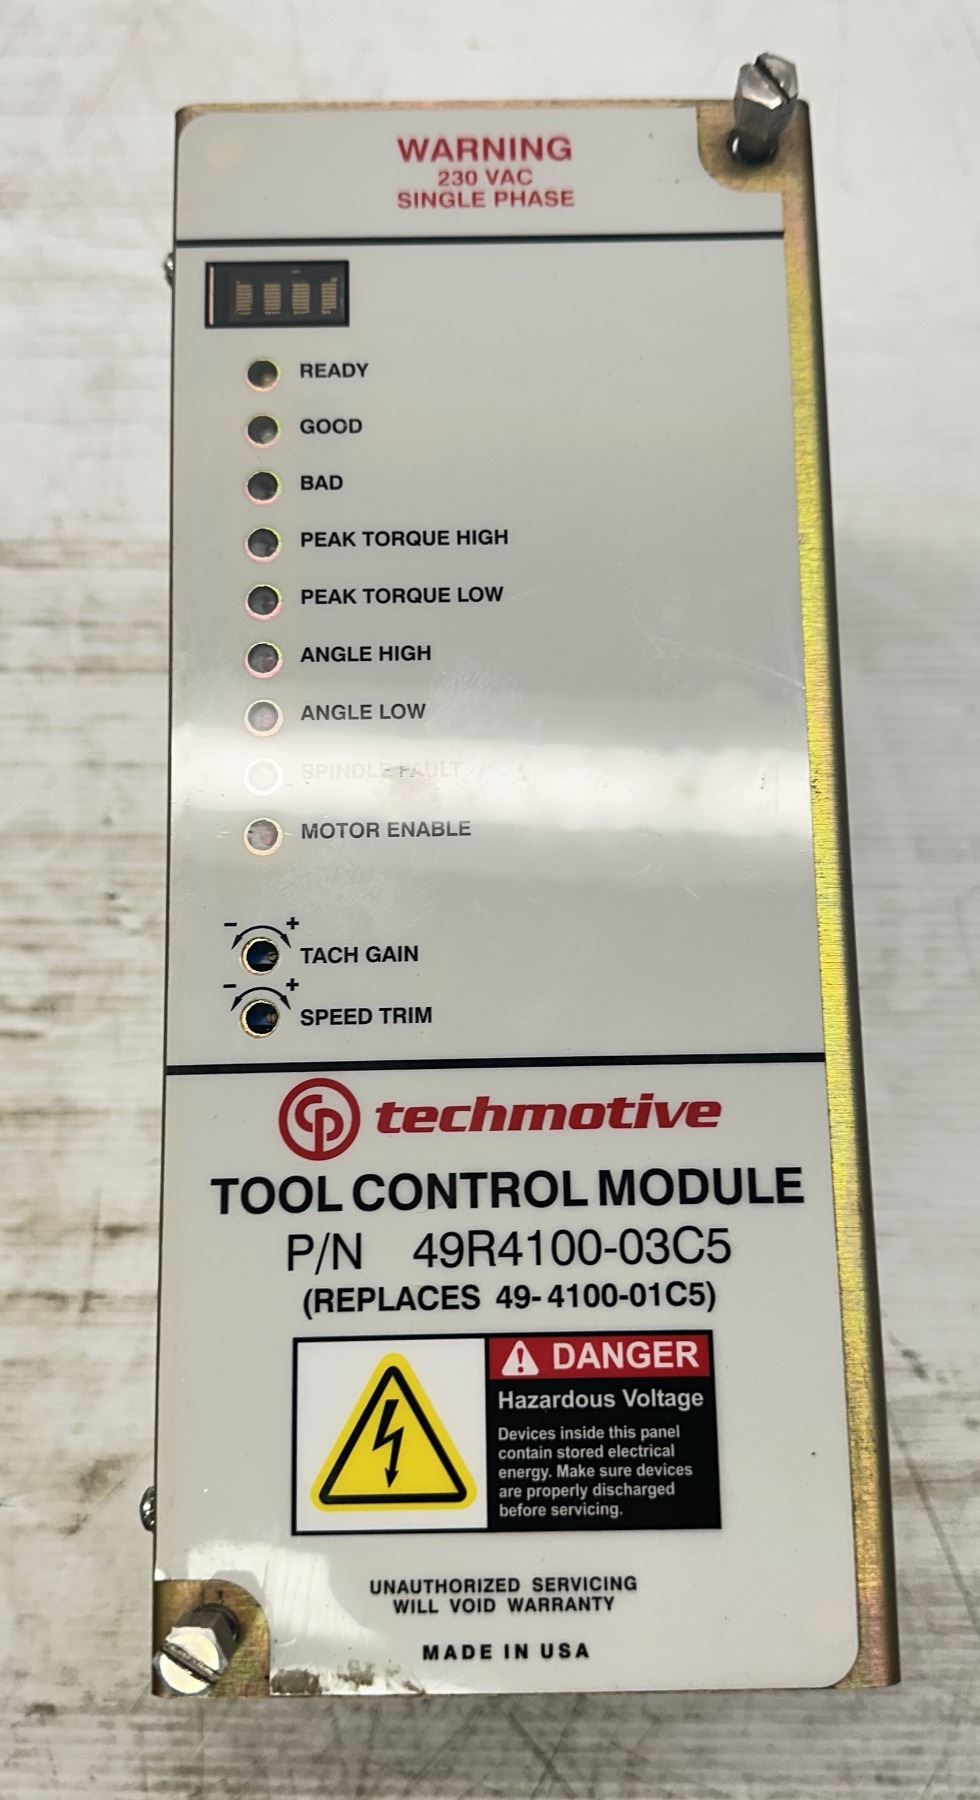 WARNING
230 VAC
SINGLE PHASE
READY
GOOD
BAD
PEAK TORQUE HIGH
PEAK TORQUE LOW
ANGLE HIGH
ANGLE LOW
SPINDLE FAULT
MOTOR ENABLE
- +
TACH GAIN
- +
SPEED TRIM
CP techmotive
TOOL CONTROL MODULE
P/N 49R4100-03C5
(REPLACES 49-4100-01C5)
DANGER
Hazardous Voltage
Devices inside this panel
contain stored electrical
energy. Make sure devices
are properly discharged
before servicing.
UNAUTHORIZED SERVICING
WILL VOID WARRANTY
MADE IN USA